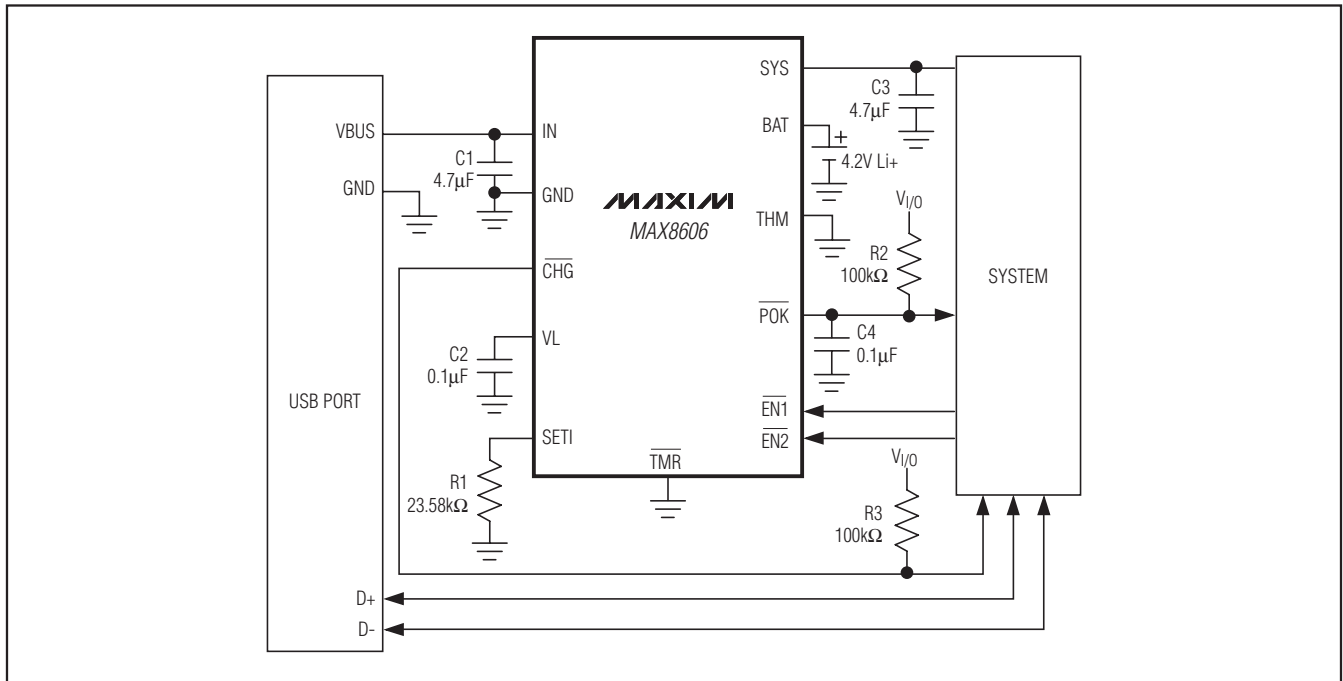 USB PORT
VBUS
GND
D+
D-
C1
4.7µF
C2
0.1µF
R1
23.58kΩ
IN
GND
CHG
VL
SETI
TMR
MAXIM
MAX8606
SYS
BAT
THM
POK
EN1
EN2
C3
4.7µF
+
4.2V Li+
VI/O
R2
100kΩ
C4
0.1µF
VI/O
R3
100kΩ
SYSTEM